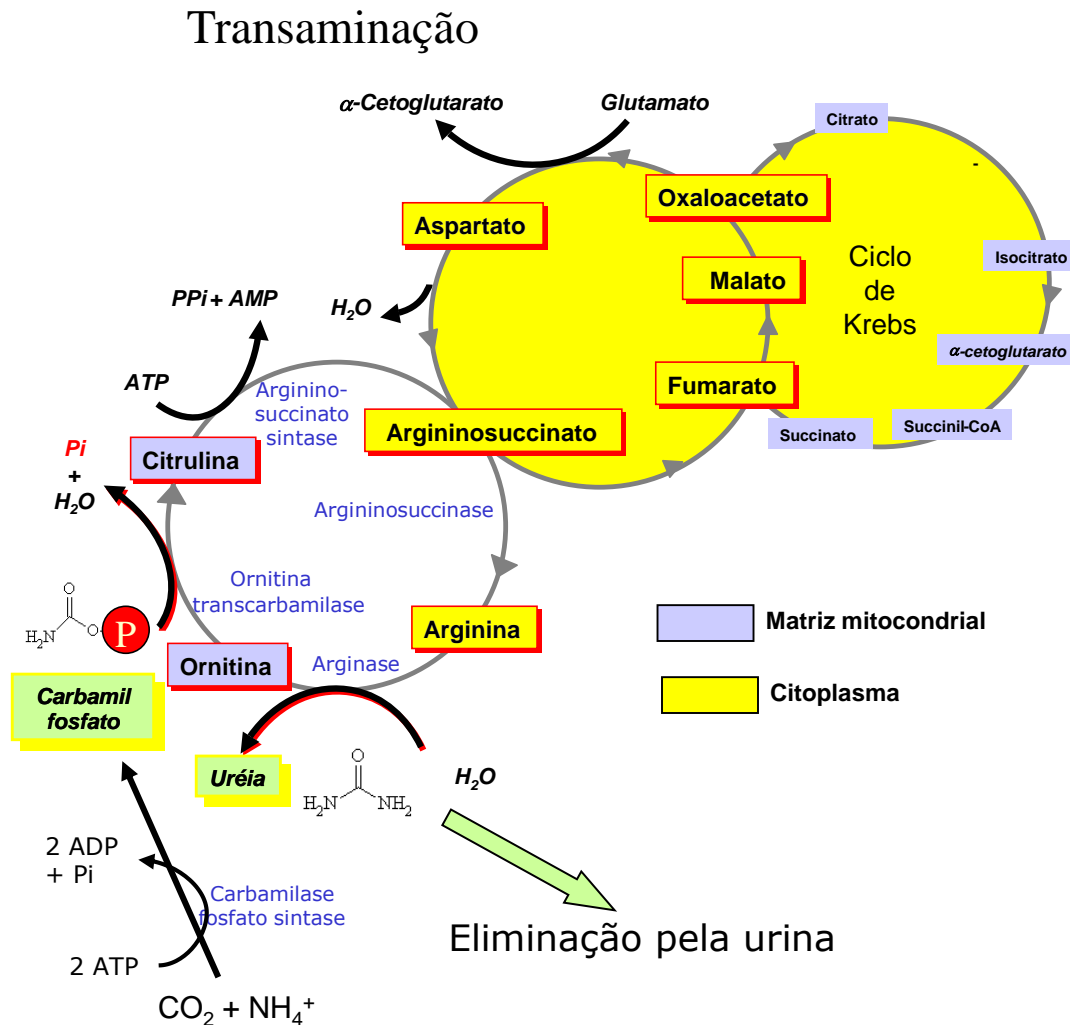 Transaminação
α-Cetoglutarato
Glutamato
Citrato
-
Oxaloacetato
Aspartato
Isocitrato
Malato
Ciclo
de
Krebs
PPi + AMP
H₂O
α-cetoglutarato
Fumarato
ATP
Arginino-
succinato
sintase
Succinato
Succinil-CoA
Argininosuccinato
Pi
+
H₂O
Citrulina
Argininosuccinase
Ornitina
transcarbamilase
H₂N
O
O
P
Arginina
Matriz mitocondrial
Ornitina
Arginase
Citoplasma
Carbamil
fosfato
Uréia
O
H₂N
NH₂
H₂O
2 ADP
+ Pi
Carbamilase
fosfato sintase
Eliminação pela urina
2 ATP
CO₂ + NH₄⁺